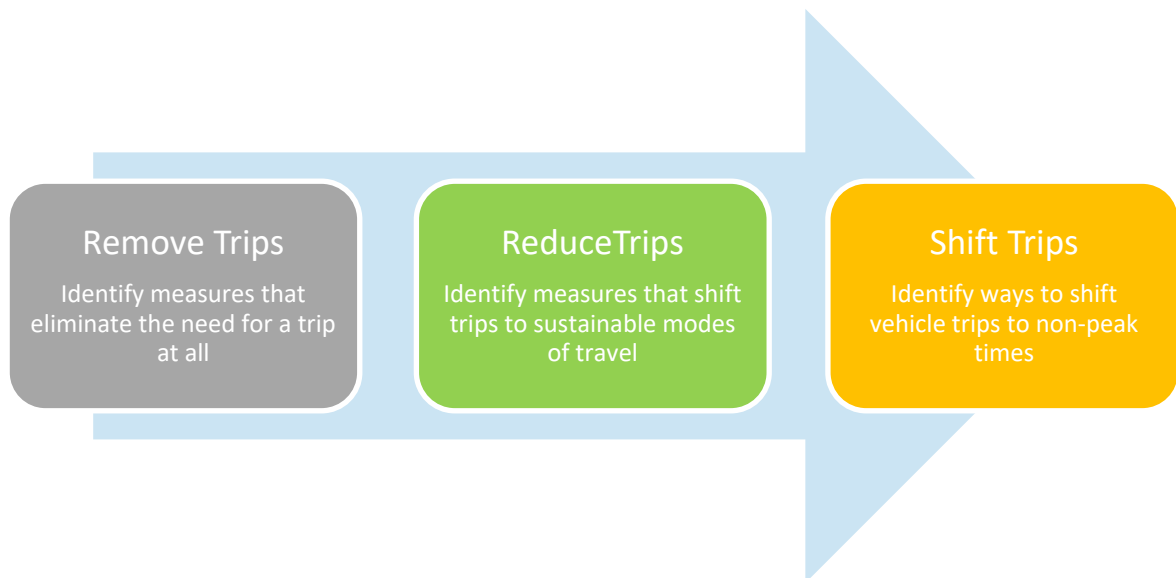 Remove Trips
Identify measures that
eliminate the need for a trip
at all
ReduceTrips
Identify measures that shift
trips to sustainable modes
of travel
Shift Trips
Identify ways to shift
vehicle trips to non-peak
times